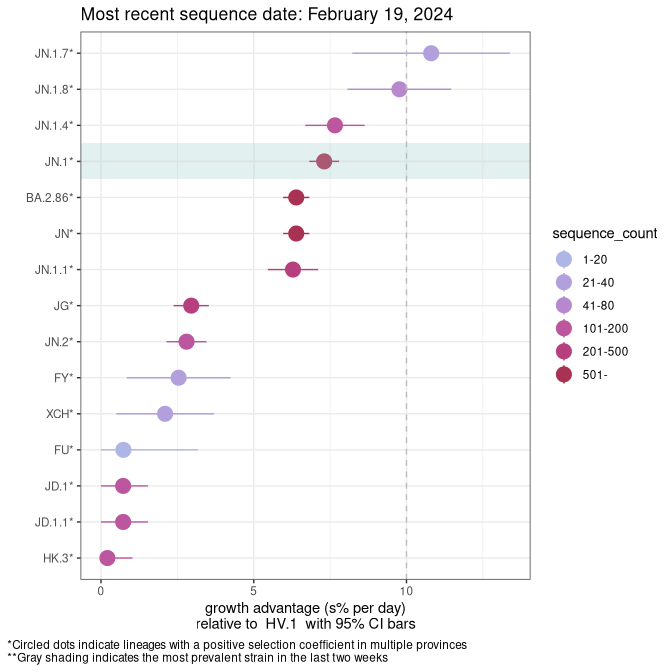 Most recent sequence date: February 19, 2024
JN.1.7*
JN.1.8*
JN.1.4*
JN.1*
BA.2.86*
JN*
JN.1.1*
JG*
JN.2*
FY*
XCH*
FU*
JD.1*
JD.1.1*
HK.3*
0 5 10
growth advantage (s% per day)
relative to HV.1 with 95% CI bars
sequence_count
1-20
21-40
41-80
101-200
201-500
501-
*Circled dots indicate lineages with a positive selection coefficient in multiple provinces
**Gray shading indicates the most prevalent strain in the last two weeks